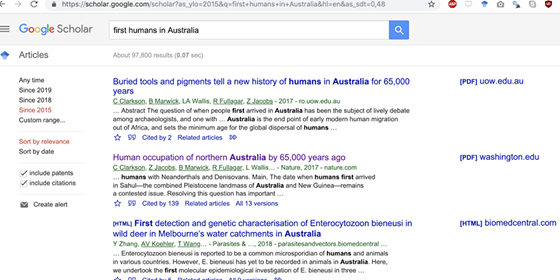 https://scholar.google.com/scholar?as_ylo=2015&q=first+humans+in+Australia&hl=en&as_sdt=0,48
Google Scholar
first humans in Australia
Articles
About 97,800 results (0.07 sec)
Any time
Since 2019
Since 2018
Since 2015
Custom range...
Sort by relevance
Sort by date
include patents
include citations
Create alert
Buried tools and pigments tell a new history of humans in Australia for 65,000
years
C Clarkson, B Marwick, LA Wallis, R Fullagar, Z Jacobs - 2017 - ro.uow.edu.au
... Abstract The question of when people first arrived in Australia has been the subject of lively debate
among archaeologists, and one with ... Australia is the end point of early modern human migration
out of Africa, and sets the minimum age for the global dispersal of humans ...
Cited by 2 Related articles
[PDF] uow.edu.au
Human occupation of northern Australia by 65,000 years ago
C Clarkson, Z Jacobs, B Marwick, R Fullagar, L Wallis... - Nature, 2017 - nature.com
... humans with Neanderthals and Denisovans. Main. The date when humans first arrived
in Sahul—the combined Pleistocene landmass of Australia and New Guinea—remains
a contested issue. Resolving this question has important ...
Cited by 139 Related articles All 13 versions
[PDF] washington.edu
[HTML] First detection and genetic characterisation of Enterocytozoon bieneusi in
wild deer in Melbourne's water catchments in Australia
Y Zhang, AV Koehler, T Wang... - Parasites & ..., 2018 - parasitesandvectors.biomedcentral ...
... Enterocytozoon bieneusi is reported to be a common microsporidian of humans and animals
in various countries. However, E. bieneusi has yet to be recorded in animals in Australia. Here,
we undertook the first molecular epidemiological investigation of E. bieneusi in three ...
[HTML] biomedcentral.com